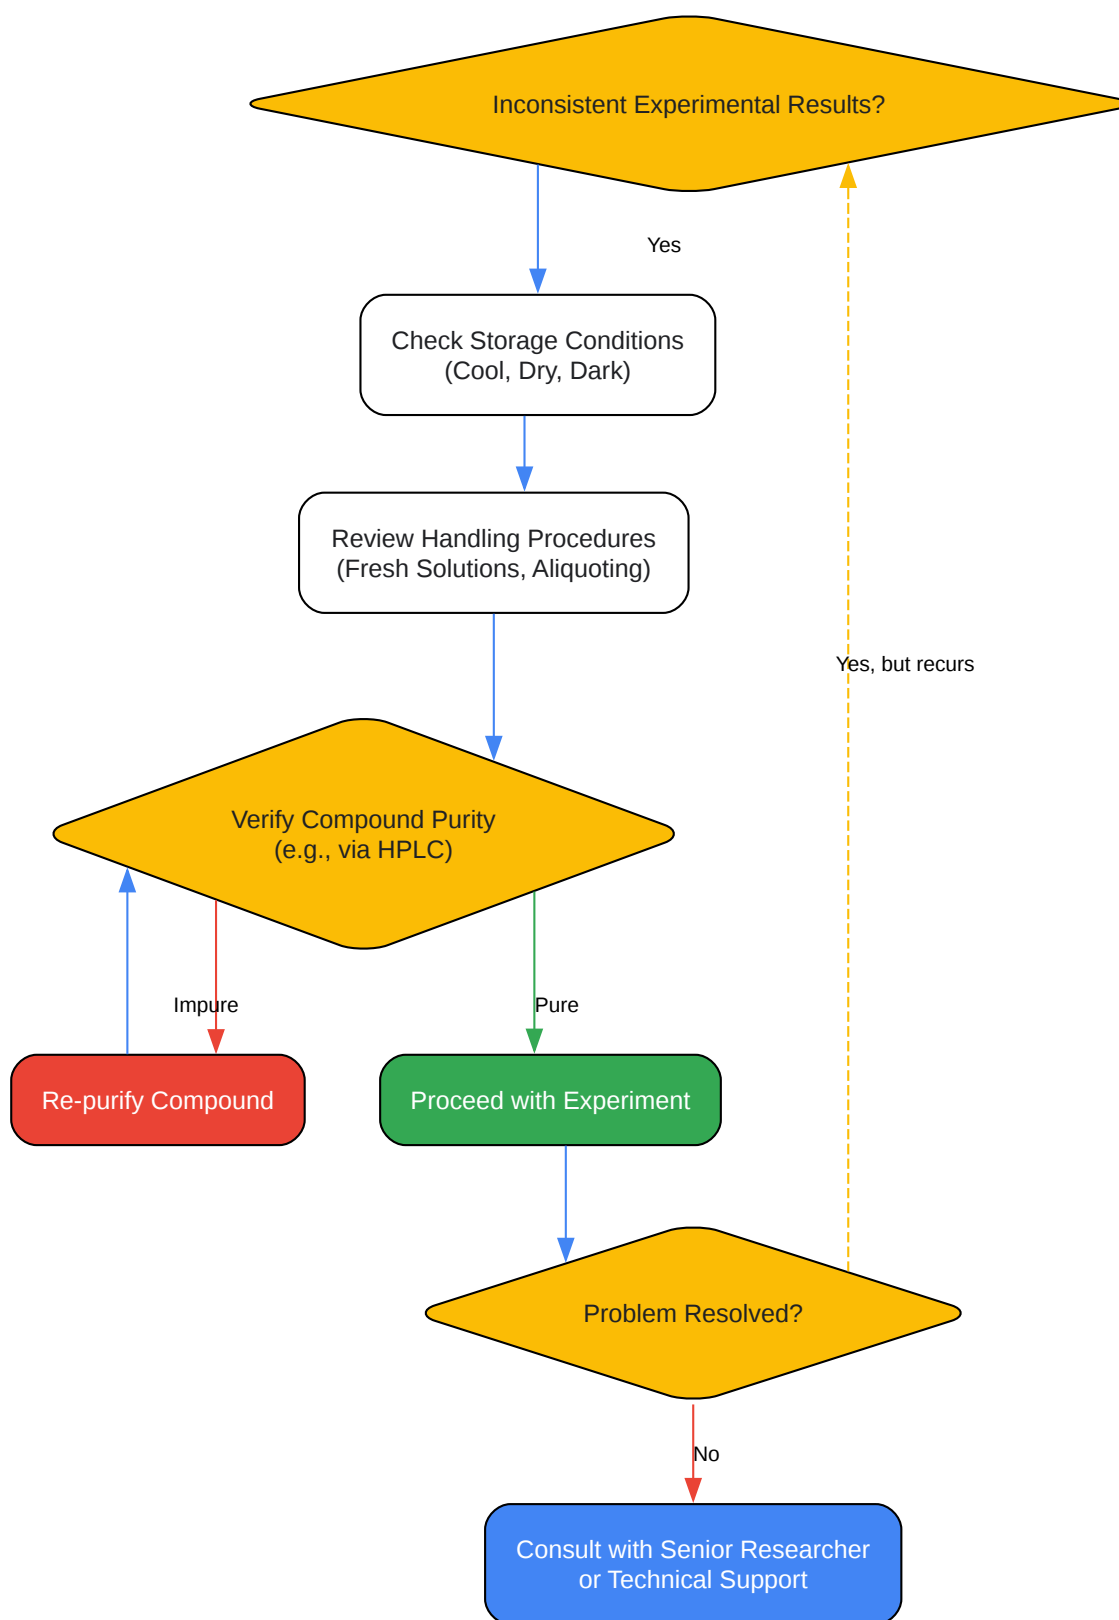 Inconsistent Experimental Results?
Yes
Check Storage Conditions
(Cool, Dry, Dark)
Review Handling Procedures
(Fresh Solutions, Aliquoting)
Yes, but recurs
Verify Compound Purity
(e.g., via HPLC)
Impure
Pure
Re-purify Compound
Proceed with Experiment
Problem Resolved?
No
Consult with Senior Researcher
or Technical Support